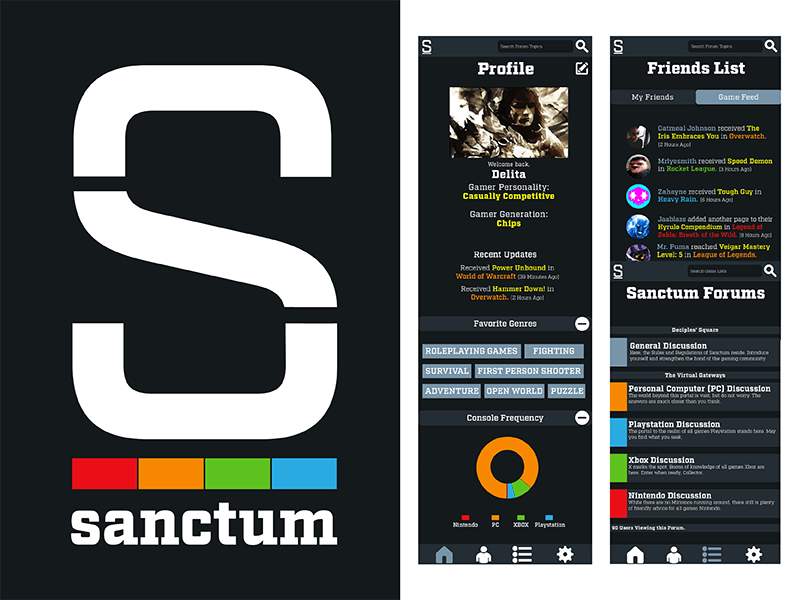 S
sanctum
S
Search Forum Topics
Profile
Welcome back,
Delita
Gamer Personality:
Casually Competitive
Gamer Generation:
Chips
Recent Updates
Received Power Unbound in
World of Warcraft (39 Minutes Ago)
Received Hammer Down! in
Overwatch. (2 Hours Ago)
Favorite Genres
ROLEPLAYING GAMES
FIGHTING
SURVIVAL
FIRST PERSON SHOOTER
ADVENTURE
OPEN WORLD
PUZZLE
Console Frequency
Nintendo
PC
XBOX
Playstation
S
Search Forum Topics
Friends List
My Friends
Game Feed
Oatmeal Johnson received The
Iris Embraces You in Overwatch.
(2 Hours Ago)
Mrlyesmith received Speed Demon
in Rocket League. (3 Hours Ago)
Zahayne received Tough Guy in
Heavy Rain. (6 Hours Ago)
Jaablaze added another page to their
Hyrule Compendium in Legend of
Zelda: Breath of the Wild. (8 Hours Ago)
Mr. Puma reached Veigar Mastery
Level: 5 in League of Legends.
S
Search Game Lists
Sanctum Forums
Deciples' Square
General Discussion
Here, the Rules and Regulations of Sanctum reside. Introduce
yourself and strengthen the bond of the gaming community.
The Virtual Gateways
Personal Computer (PC) Discussion
The world beyond this portal is vast, but do not worry. The
answers are much closer than you think.
Playstation Discussion
The portal to the realm of all games Playstation stands here. May
you find what you seek.
Xbox Discussion
X marks the spot. Beams of knowledge of all games Xbox are
here. Enter when ready, Collector.
Nintendo Discussion
While there are no Mirrors running around, there still is plenty
of friendly advice for all games Nintendo.
Users Viewing this Forum.